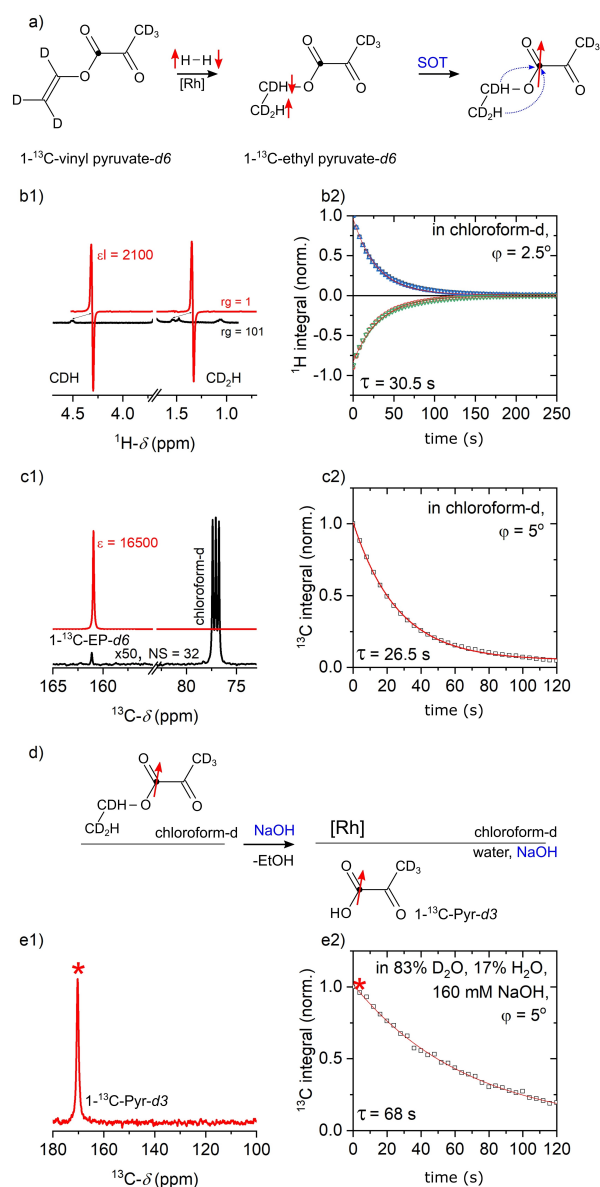 a)
CD₃
CD₃
CD₃
D
O
O
O
H–H
[Rh]
SOT
D
D
O
O
CDH
CD₂H
O
O
O
CDH–O
CD₂H
O
1-¹³C-vinyl pyruvate-d6
1-¹³C-ethyl pyruvate-d6
b1)
εI = 2100
rg = 1
rg = 101
CDH
CD₂H
4.5 4.0 1.5 1.0
¹H-δ (ppm)
b2)
in chloroform-d,
φ = 2.5°
τ = 30.5 s
1.0
0.5
0.0
-0.5
-1.0
¹H integral (norm.)
0 50 100 150 200 250
time (s)
c1)
ε = 16500
chloroform-d
1-¹³C-EP-d6
x50, NS = 32
165 160 80 75
¹³C-δ (ppm)
c2)
in chloroform-d,
φ = 5°
τ = 26.5 s
1.0
0.5
0.0
¹³C integral (norm.)
0 20 40 60 80 100 120
time (s)
d)
O
CD₃
CDH–O
O
CD₂H
chloroform-d
NaOH
-EtOH
[Rh]
chloroform-d
water, NaOH
O
CD₃
HO
O
1-¹³C-Pyr-d3
e1)
*
1-¹³C-Pyr-d3
180 160 140 120 100
¹³C-δ (ppm)
e2)
in 83% D₂O, 17% H₂O,
160 mM NaOH,
φ = 5°
*
τ = 68 s
1.0
0.5
0.0
¹³C integral (norm.)
0 20 40 60 80 100 120
time (s)